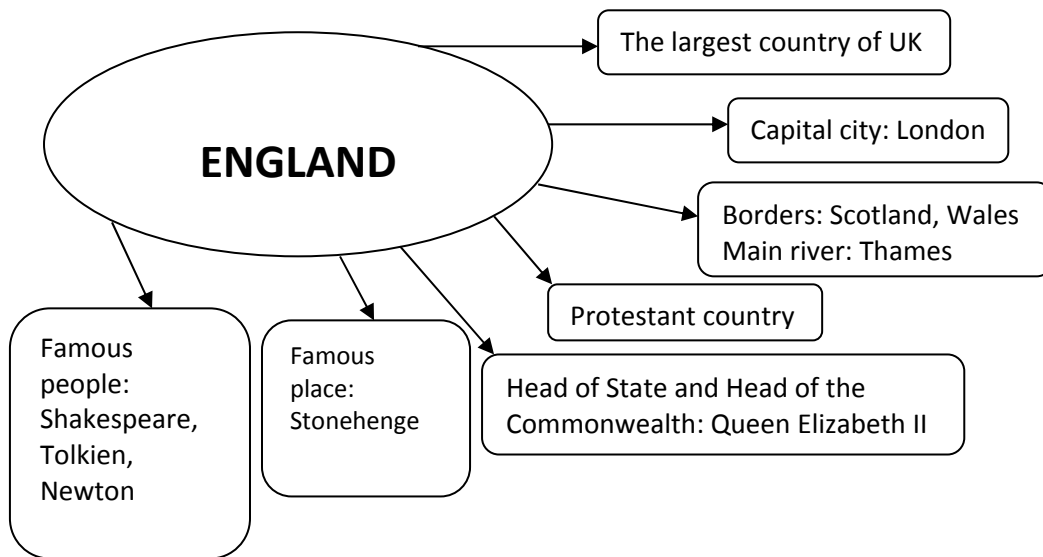 The largest country of UK
Capital city: London
ENGLAND
Borders: Scotland, Wales
Main river: Thames
Protestant country
Head of State and Head of the
Commonwealth: Queen Elizabeth II
Famous
place:
Stonehenge
Famous
people:
Shakespeare,
Tolkien,
Newton